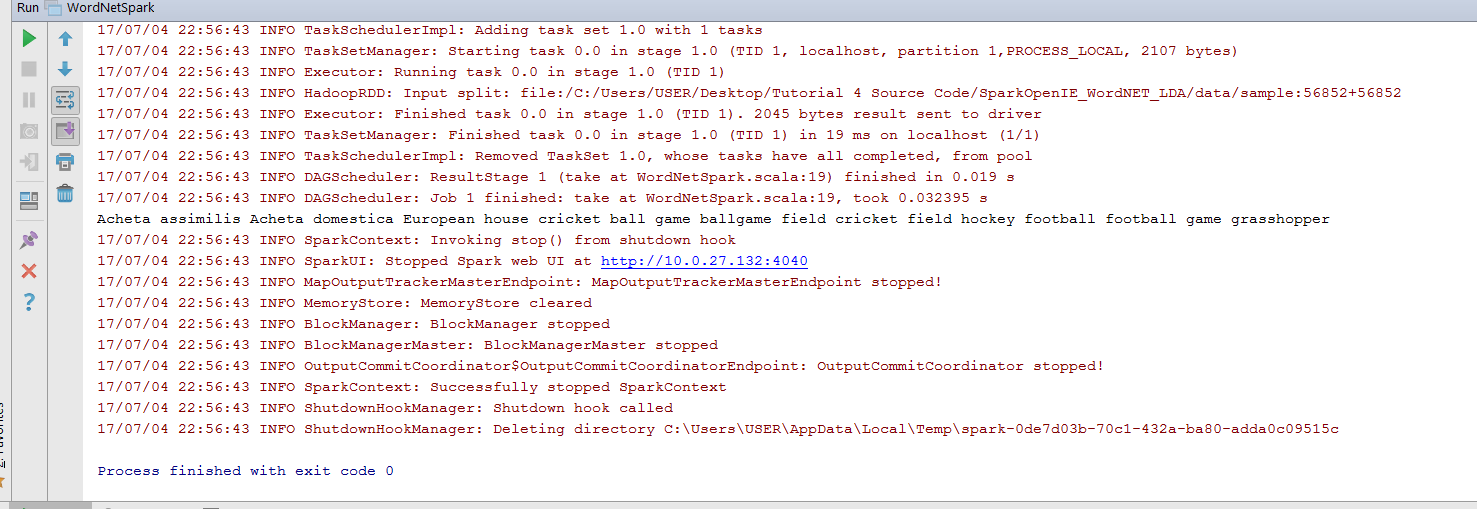 Run WordNetSpark
17/07/04 22:56:43 INFO TaskSchedulerImpl: Adding task set 1.0 with 1 tasks
17/07/04 22:56:43 INFO TaskSetManager: Starting task 0.0 in stage 1.0 (TID 1, localhost, partition 1,PROCESS_LOCAL, 2107 bytes)
17/07/04 22:56:43 INFO Executor: Running task 0.0 in stage 1.0 (TID 1)
17/07/04 22:56:43 INFO HadoopRDD: Input split: file:/C:/Users/USER/Desktop/Tutorial 4 Source Code/SparkOpenIE_WordNET_LDA/data/sample:56852+56852
17/07/04 22:56:43 INFO Executor: Finished task 0.0 in stage 1.0 (TID 1). 2045 bytes result sent to driver
17/07/04 22:56:43 INFO TaskSetManager: Finished task 0.0 in stage 1.0 (TID 1) in 19 ms on localhost (1/1)
17/07/04 22:56:43 INFO TaskSchedulerImpl: Removed TaskSet 1.0, whose tasks have all completed, from pool
17/07/04 22:56:43 INFO DAGScheduler: ResultStage 1 (take at WordNetSpark.scala:19) finished in 0.019 s
17/07/04 22:56:43 INFO DAGScheduler: Job 1 finished: take at WordNetSpark.scala:19, took 0.032395 s
Acheta assimilis Acheta domestica European house cricket ball game ballgame field cricket field hockey football football game grasshopper
17/07/04 22:56:43 INFO SparkContext: Invoking stop() from shutdown hook
17/07/04 22:56:43 INFO SparkUI: Stopped Spark web UI at http://10.0.27.132:4040
17/07/04 22:56:43 INFO MapOutputTrackerMasterEndpoint: MapOutputTrackerMasterEndpoint stopped!
17/07/04 22:56:43 INFO MemoryStore: MemoryStore cleared
17/07/04 22:56:43 INFO BlockManager: BlockManager stopped
17/07/04 22:56:43 INFO BlockManagerMaster: BlockManagerMaster stopped
17/07/04 22:56:43 INFO OutputCommitCoordinator$OutputCommitCoordinatorEndpoint: OutputCommitCoordinator stopped!
17/07/04 22:56:43 INFO SparkContext: Successfully stopped SparkContext
17/07/04 22:56:43 INFO ShutdownHookManager: Shutdown hook called
17/07/04 22:56:43 INFO ShutdownHookManager: Deleting directory C:\Users\USER\AppData\Local\Temp\spark-0de7d03b-70c1-432a-ba80-adda0c09515c
Process finished with exit code 0